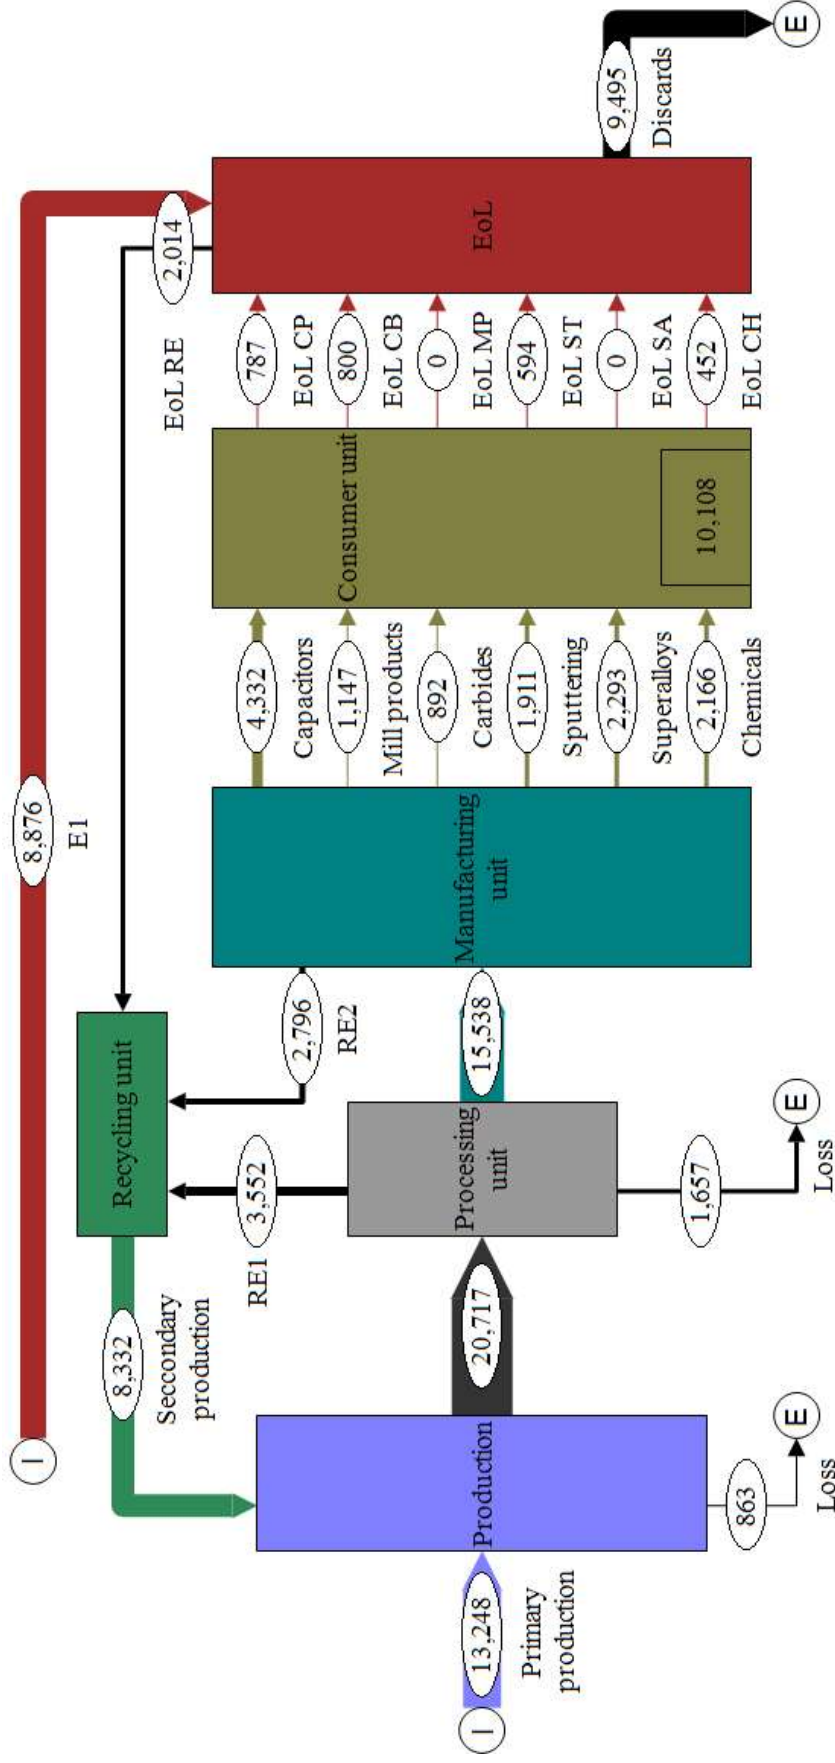 I
8,876
E1
Recycling unit
8,332
Seccondary
production
EoL RE
2,014
RE1
3,552
2,796
RE2
I
13,248
Primary
production
Production
20,717
Processing
unit
15,538
Manufacturing
unit
4,332
Capacitors
1,147
Mill products
892
Carbides
1,911
Sputtering
2,293
Superalloys
2,166
Chemicals
Consumer unit
10,108
787
EoL CP
800
EoL CB
0
EoL MP
594
EoL ST
0
EoL SA
452
EoL CH
EoL
9,495
Discards
E
863
E
Loss
1,657
E
Loss